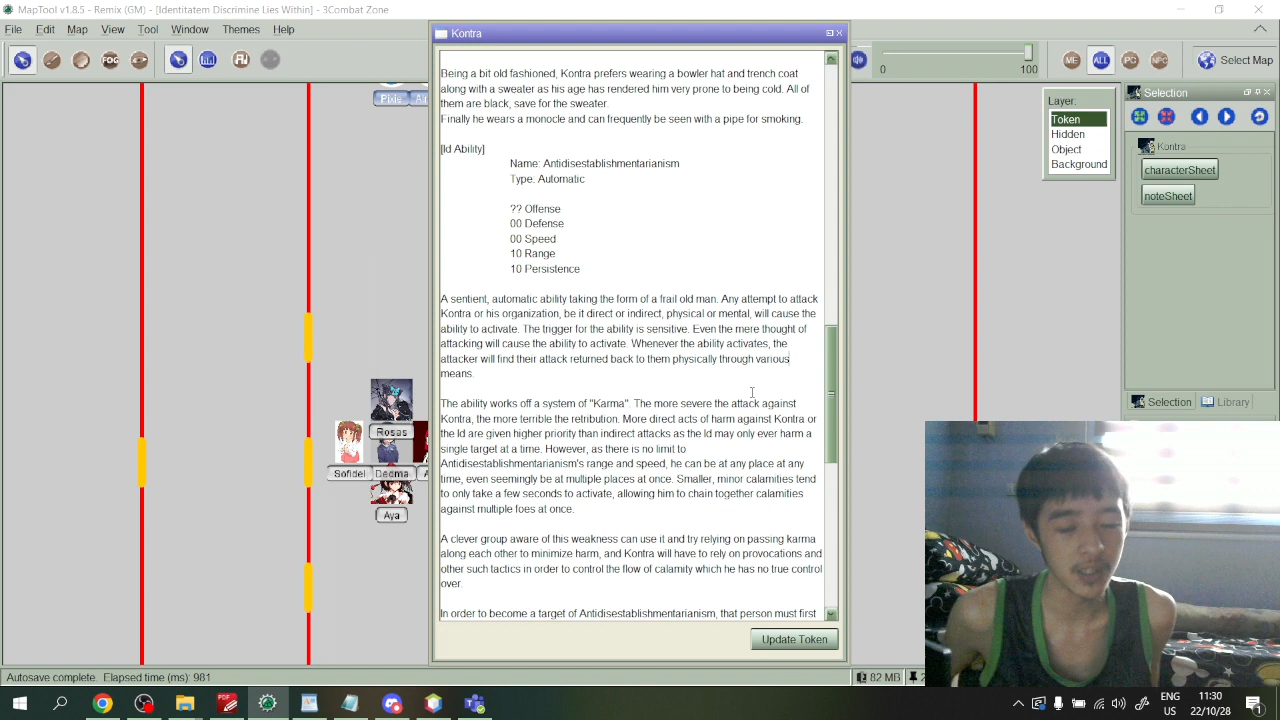 MapTool v1.8.5 - Remix (GM) - [Identitatem Discrimine Lies Within] - 3Combat Zone
File Edit Map View Tool Window Themes Help
FOG
0 100
ME ALL PC NPC
Select Map
Pixie
Layer:
Token
Hidden
Object
Background
Selection
Kontra
characterSheet
noteSheet
Selection Library
Kontra
Being a bit old fashioned, Kontra prefers wearing a bowler hat and trench coat
along with a sweater as his age has rendered him very prone to being cold. All of
them are black, save for the sweater.
Finally he wears a monocle and can frequently be seen with a pipe for smoking.
[Id Ability]
Name: Antidisestablishmentarianism
Type: Automatic
?? Offense
00 Defense
00 Speed
10 Range
10 Persistence
A sentient, automatic ability taking the form of a frail old man. Any attempt to attack
Kontra or his organization, be it direct or indirect, physical or mental, will cause the
ability to activate. The trigger for the ability is sensitive. Even the mere thought of
attacking will cause the ability to activate. Whenever the ability activates, the
attacker will find their attack returned back to them physically through various
means.
The ability works off a system of "Karma". The more severe the attack against
Kontra, the more terrible the retribution. More direct acts of harm against Kontra or
the Id are given higher priority than indirect attacks as the Id may only ever harm a
single target at a time. However, as there is no limit to
Antidisestablishmentarianism's range and speed, he can be at any place at any
time, even seemingly be at multiple places at once. Smaller, minor calamities tend
to only take a few seconds to activate, allowing him to chain together calamities
against multiple foes at once.
A clever group aware of this weakness can use it and try relying on passing karma
along each other to minimize harm, and Kontra will have to rely on provocations and
other such tactics in order to control the flow of calamity which he has no true control
over.
In order to become a target of Antidisestablishmentarianism, that person must first
Update Token
Rosas
Sofidel
Dedma
Aya
Autosave complete. Elapsed time (ms): 981
82 MB
PDF
ENG
US
11:30
22/10/28